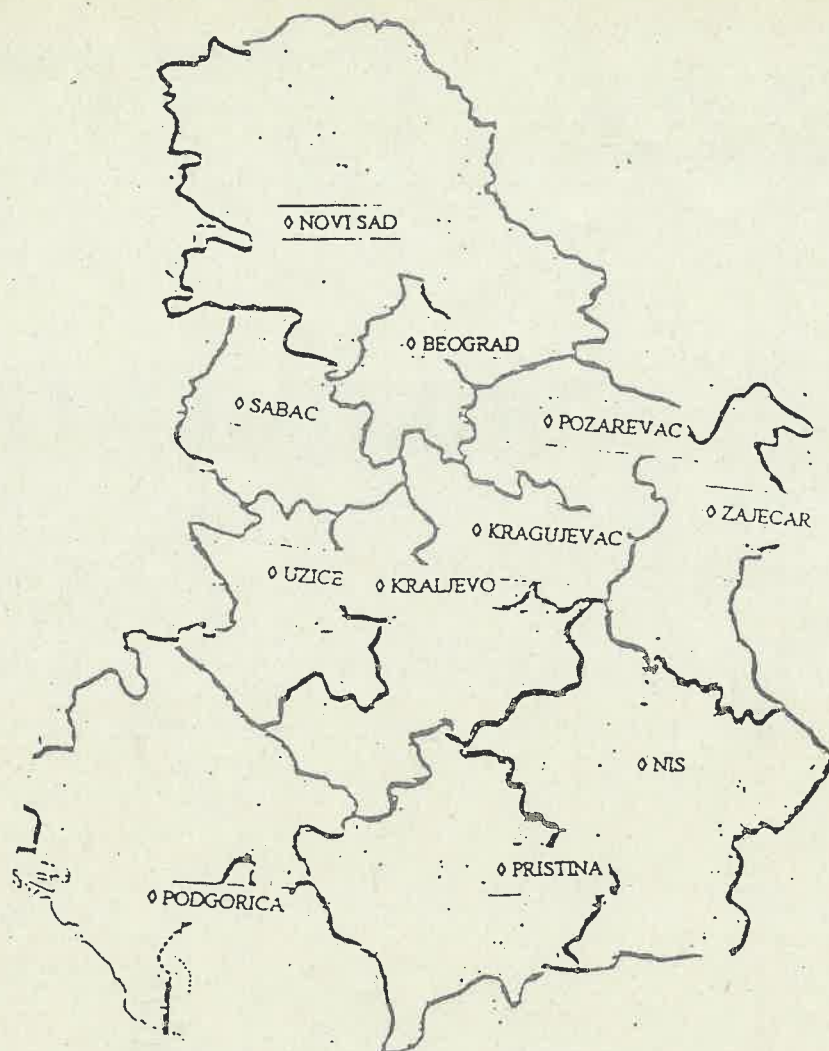 ◊ NOVI SAD
◊ BEOGRAD
◊ SABAC
◊ POZAREVAC
◊ ZAJECAR
◊ KRAGUJEVAC
◊ UZICE
◊ KRALJEVO
◊ NIS
◊ PRISTINA
◊ PODGORICA